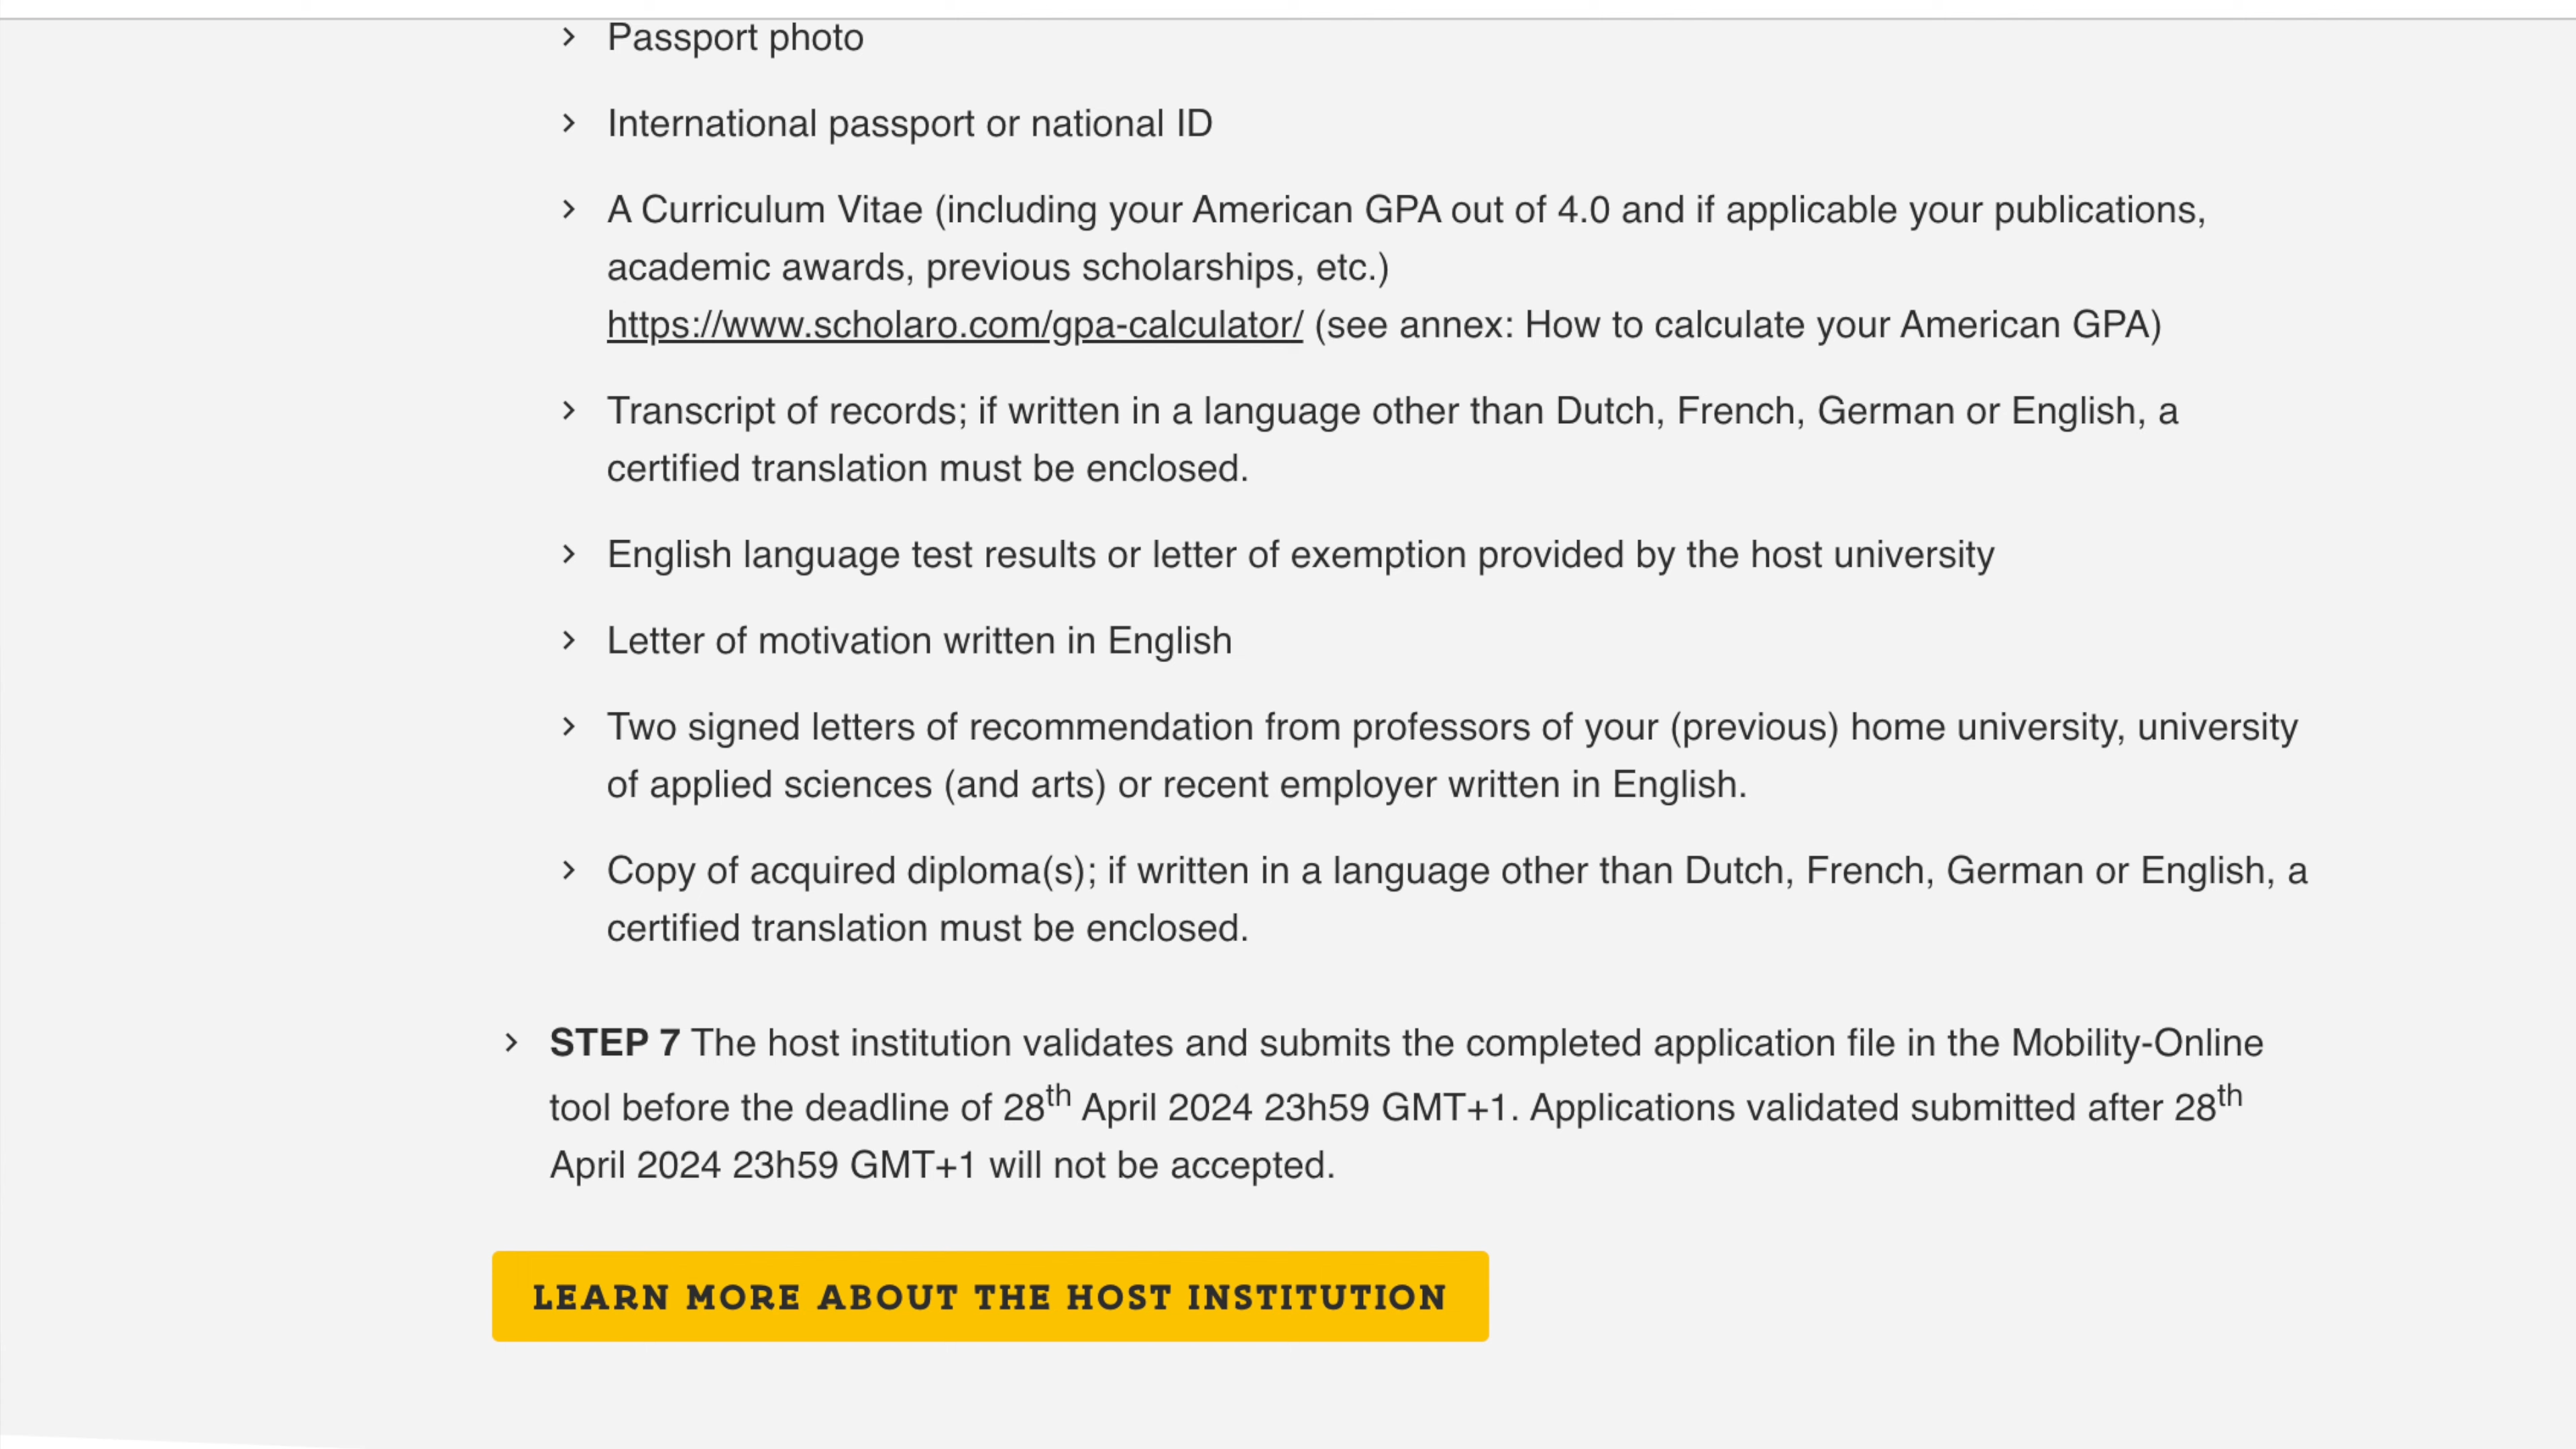 Passport photo
International passport or national ID
A Curriculum Vitae (including your American GPA out of 4.0 and if applicable your publications,
academic awards, previous scholarships, etc.)
https://www.scholaro.com/gpa-calculator/ (see annex: How to calculate your American GPA)
Transcript of records; if written in a language other than Dutch, French, German or English, a
certified translation must be enclosed.
English language test results or letter of exemption provided by the host university
Letter of motivation written in English
Two signed letters of recommendation from professors of your (previous) home university, university
of applied sciences (and arts) or recent employer written in English.
Copy of acquired diploma(s); if written in a language other than Dutch, French, German or English, a
certified translation must be enclosed.
STEP 7 The host institution validates and submits the completed application file in the Mobility-Online
tool before the deadline of 28th April 2024 23h59 GMT+1. Applications validated submitted after 28th
April 2024 23h59 GMT+1 will not be accepted.
LEARN MORE ABOUT THE HOST INSTITUTION